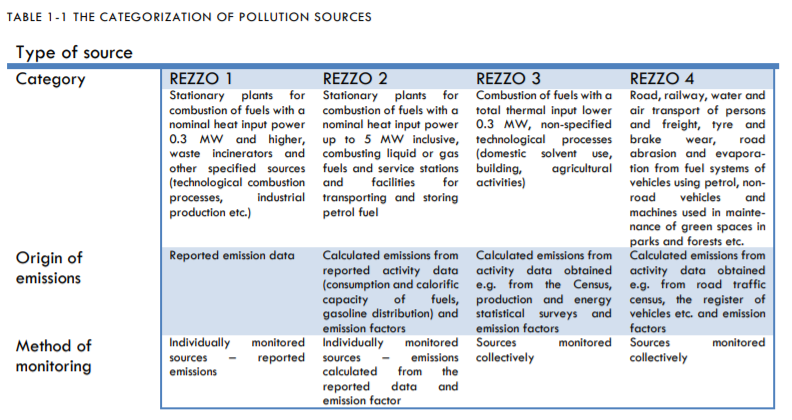 TABLE 1-1 THE CATEGORIZATION OF POLLUTION SOURCES
Type of source
Category
REZZO 1
Stationary plants for
combustion of fuels with a
nominal heat input power
0.3 MW and higher,
waste incinerators and
other specified sources
(technological combustion
processes, industrial
production etc.)
REZZO 2
Stationary plants for
combustion of fuels with a
nominal heat input power
up to 5 MW inclusive,
combusting liquid or gas
fuels and service stations
and facilities for
transporting and storing
petrol fuel
REZZO 3
Combustion of fuels with a
total thermal input lower
0.3 MW, non-specified
technological processes
(domestic solvent use,
building, agricultural
activities)
REZZO 4
Road, railway, water and
air transport of persons
and freight, tyre and
brake wear, road
abrasion and evapora-
tion from fuel systems of
vehicles using petrol, non-
road vehicles and
machines used in mainte-
nance of green spaces in
parks and forests etc.
Origin of
emissions
Reported emission data
Calculated emissions from
reported activity data
(consumption and calorific
capacity of fuels,
gasoline distribution) and
emission factors
Calculated emissions from
activity data obtained
e.g. from the Census,
production and energy
statistical surveys and
emission factors
Calculated emissions from
activity data obtained
e.g. from road traffic
census, the register of
vehicles etc. and emission
factors
Method of
monitoring
Individually monitored
sources – reported
emissions
Individually monitored
sources – emissions
calculated from the
reported data and
emission factor
Sources monitored
collectively
Sources monitored
collectively